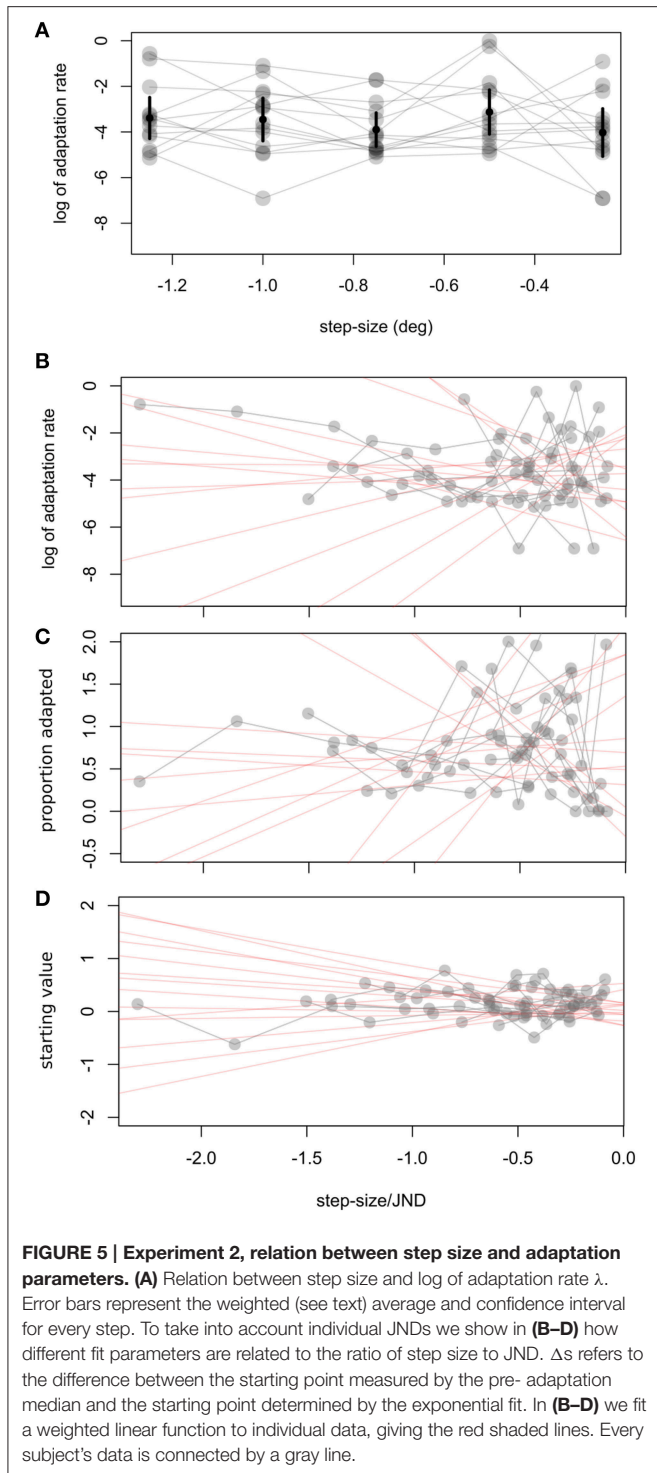 A
0
-2
-4
-6
-8
log of adaptation rate
-1.2 -1.0 -0.8 -0.6 -0.4
step-size (deg)
B
0
-2
-4
-6
-8
log of adaptation rate
C
2.0
1.5
1.0
0.5
0.0
-0.5
proportion adapted
D
2
1
0
-1
-2
starting value
-2.0 -1.5 -1.0 -0.5 0.0
step-size/JND
FIGURE 5 | Experiment 2, relation between step size and adaptation
parameters. (A) Relation between step size and log of adaptation rate λ.
Error bars represent the weighted (see text) average and confidence interval
for every step. To take into account individual JNDs we show in (B–D) how
different fit parameters are related to the ratio of step size to JND. Δs refers to
the difference between the starting point measured by the pre- adaptation
median and the starting point determined by the exponential fit. In (B–D) we fit
a weighted linear function to individual data, giving the red shaded lines. Every
subject's data is connected by a gray line.